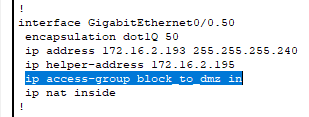 !
interface GigabitEthernet0/0.50
encapsulation dot1Q 50
ip address 172.16.2.193 255.255.255.240
ip helper-address 172.16.2.195
ip access-group block_to_dmz in
ip nat inside
!